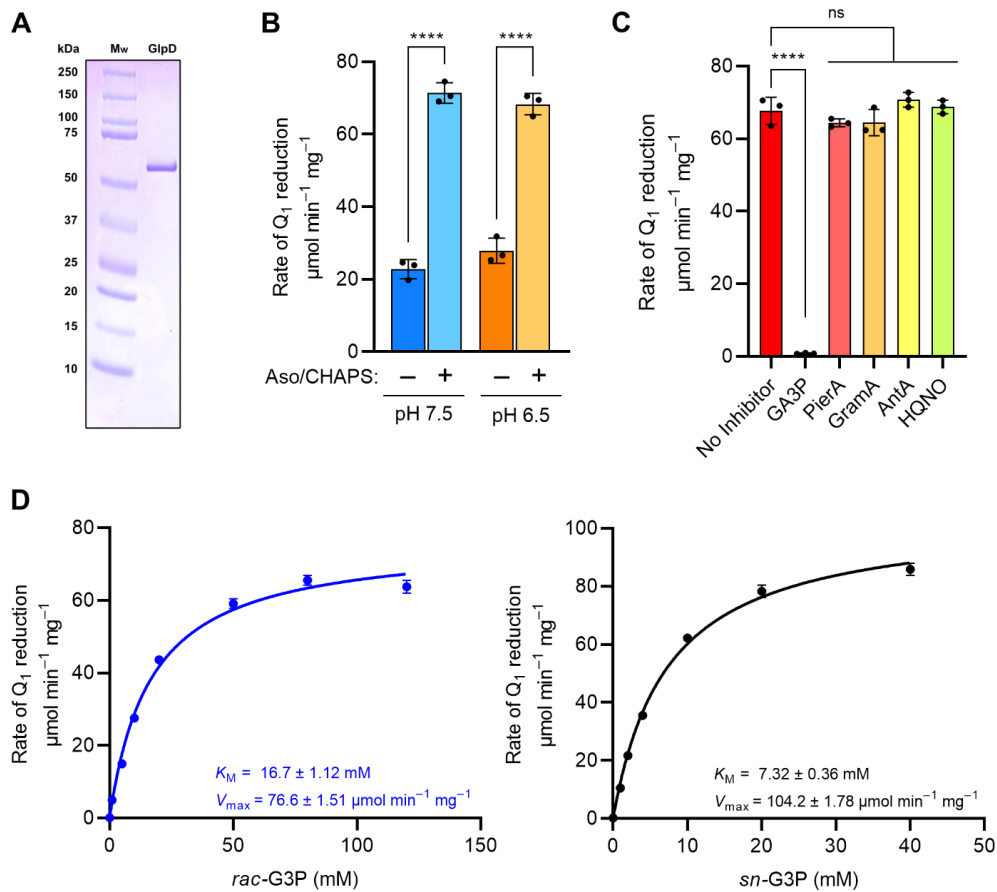 A
kDa
Mw
GlpD
250
150
100
75
50
37
25
20
15
10
B
Rate of Q1 reduction
µmol min−1 mg−1
80
60
40
20
0
****
****
Aso/CHAPS:
−
+
−
+
pH 7.5
pH 6.5
C
Rate of Q1 reduction
µmol min−1 mg−1
80
60
40
20
0
ns
****
No Inhibitor
GA3P
PierA
GramA
AntA
HQNO
D
Rate of Q1 reduction
µmol min−1 mg−1
80
60
40
20
0
KM = 16.7 ± 1.12 mM
Vmax = 76.6 ± 1.51 µmol min−1 mg−1
0
50
100
150
rac-G3P (mM)
Rate of Q1 reduction
µmol min−1 mg−1
100
80
60
40
20
0
KM = 7.32 ± 0.36 mM
Vmax = 104.2 ± 1.78 µmol min−1 mg−1
0
10
20
30
40
50
sn-G3P (mM)